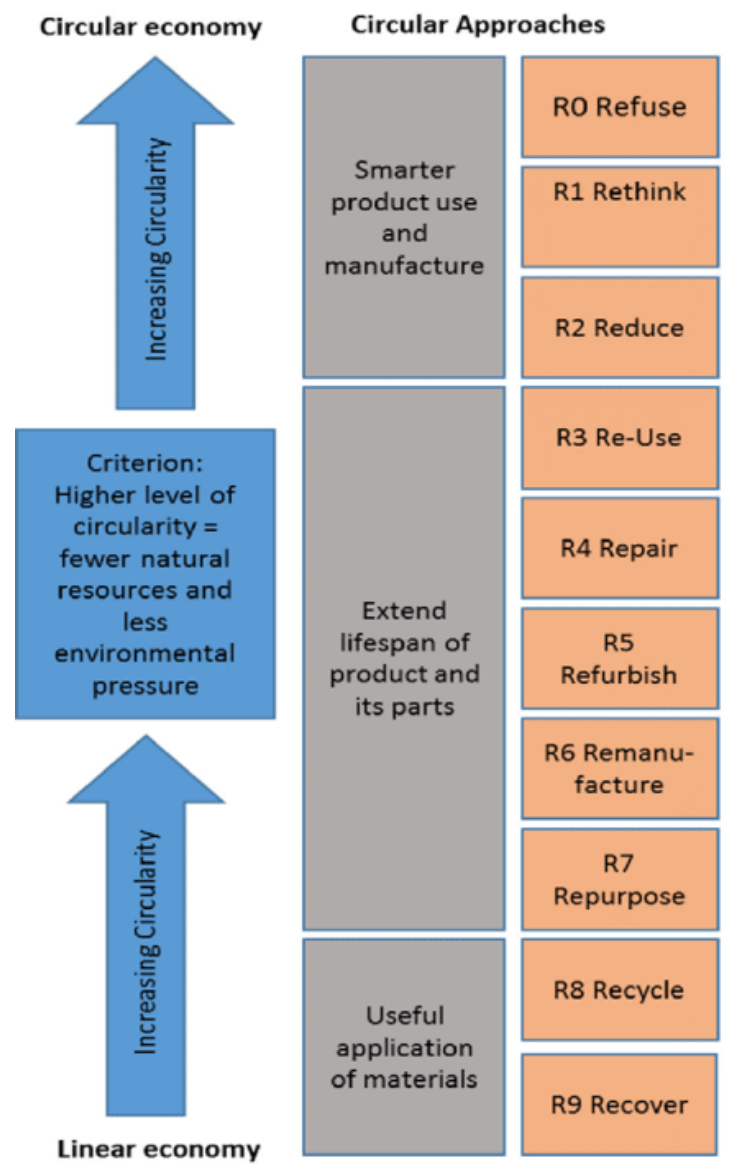 Circular economy
Circular Approaches
Increasing Circularity
Criterion:
Higher level of
circularity =
fewer natural
resources and
less
environmental
pressure
Increasing Circularity
Linear economy
Smarter
product use
and
manufacture
R0 Refuse
R1 Rethink
R2 Reduce
Extend
lifespan of
product and
its parts
R3 Re-Use
R4 Repair
R5
Refurbish
R6 Remanu-
facture
R7
Repurpose
Useful
application
of materials
R8 Recycle
R9 Recover